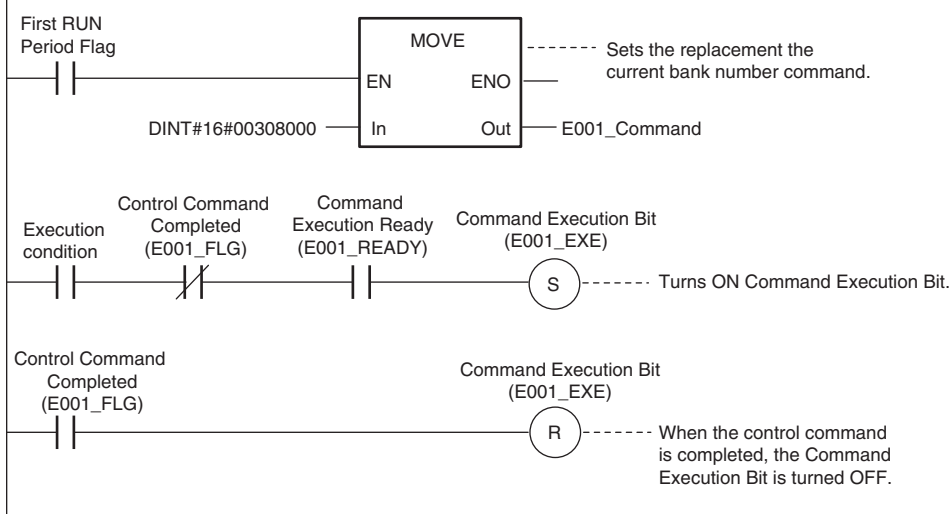 First RUN
Period Flag
MOVE
Sets the replacement the
current bank number command.
EN
ENO
DINT#16#00308000
In
Out
E001_Command
Execution
condition
Control Command
Completed
(E001_FLG)
Command
Execution Ready
(E001_READY)
Command Execution Bit
(E001_EXE)
S
Turns ON Command Execution Bit.
Control Command
Completed
(E001_FLG)
Command Execution Bit
(E001_EXE)
R
When the control command
is completed, the Command
Execution Bit is turned OFF.